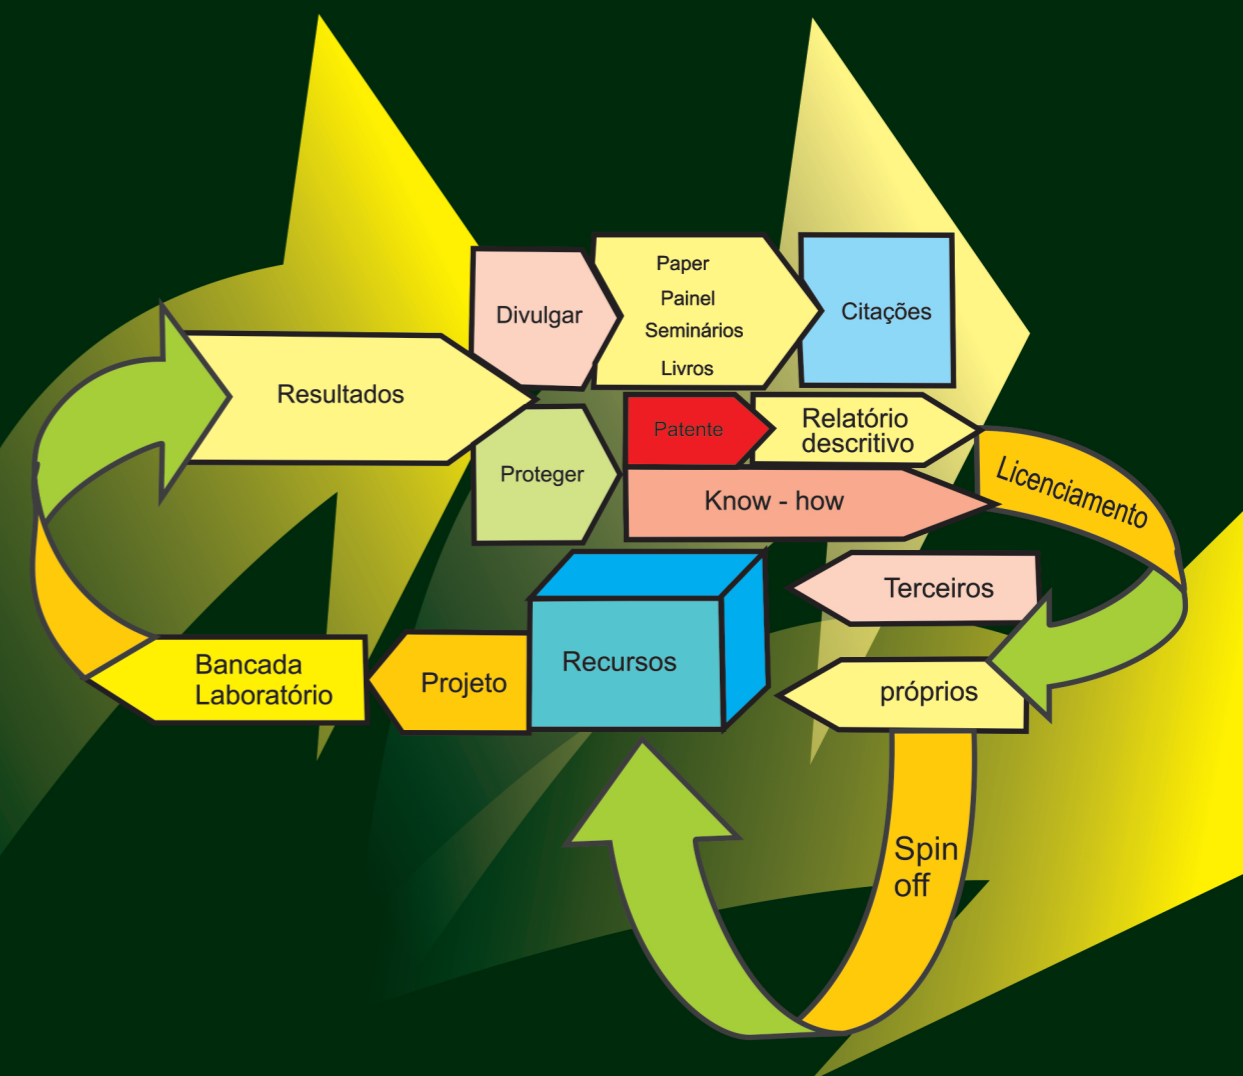 Divulgar
Paper
Painel
Seminários
Livros
Citações
Resultados
Proteger
Patente
Relatório
descritivo
Know - how
Licenciamento
Terceiros
próprios
Recursos
Projeto
Bancada
Laboratório
Spin
off